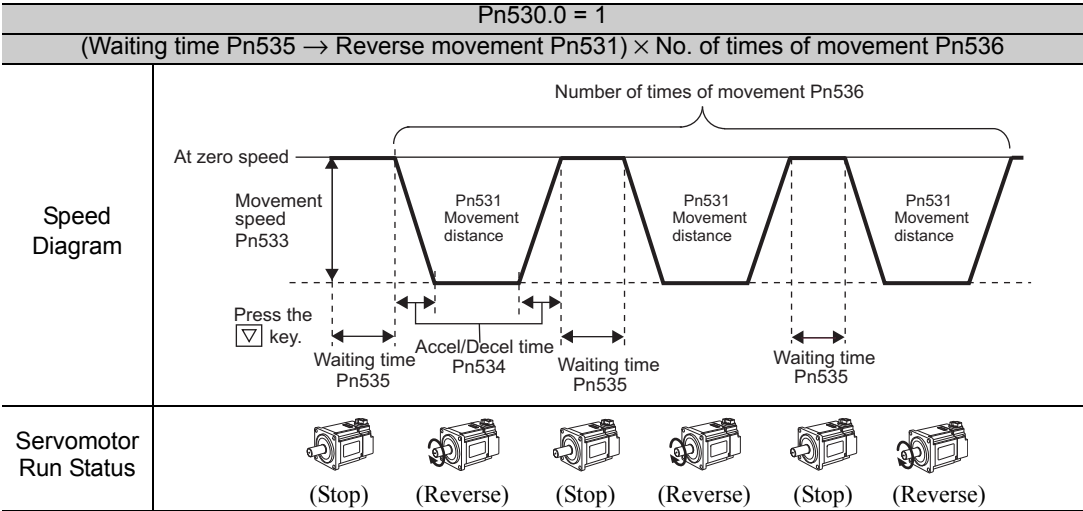 Pn530.0 = 1
(Waiting time Pn535 → Reverse movement Pn531) × No. of times of movement Pn536
Speed
Diagram
Number of times of movement Pn536
At zero speed
Movement
speed
Pn533
Pn531
Movement
distance
Pn531
Movement
distance
Pn531
Movement
distance
Press the
▽ key.
Waiting time
Pn535
Accel/Decel time
Pn534
Waiting time
Pn535
Waiting time
Pn535
Servomotor
Run Status
(Stop) (Reverse) (Stop) (Reverse) (Stop) (Reverse)